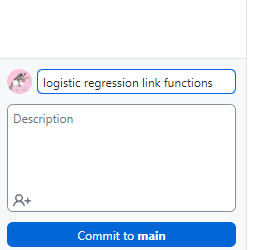 logistic regression link functions
Description
Commit to main